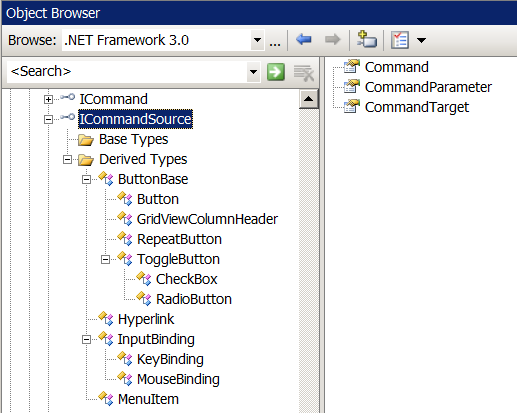 Object Browser
Browse: .NET Framework 3.0 ...
<Search>
ICommand
ICommandSource
Base Types
Derived Types
ButtonBase
Button
GridViewColumnHeader
RepeatButton
ToggleButton
CheckBox
RadioButton
Hyperlink
InputBinding
KeyBinding
MouseBinding
MenuItem
Command
CommandParameter
CommandTarget